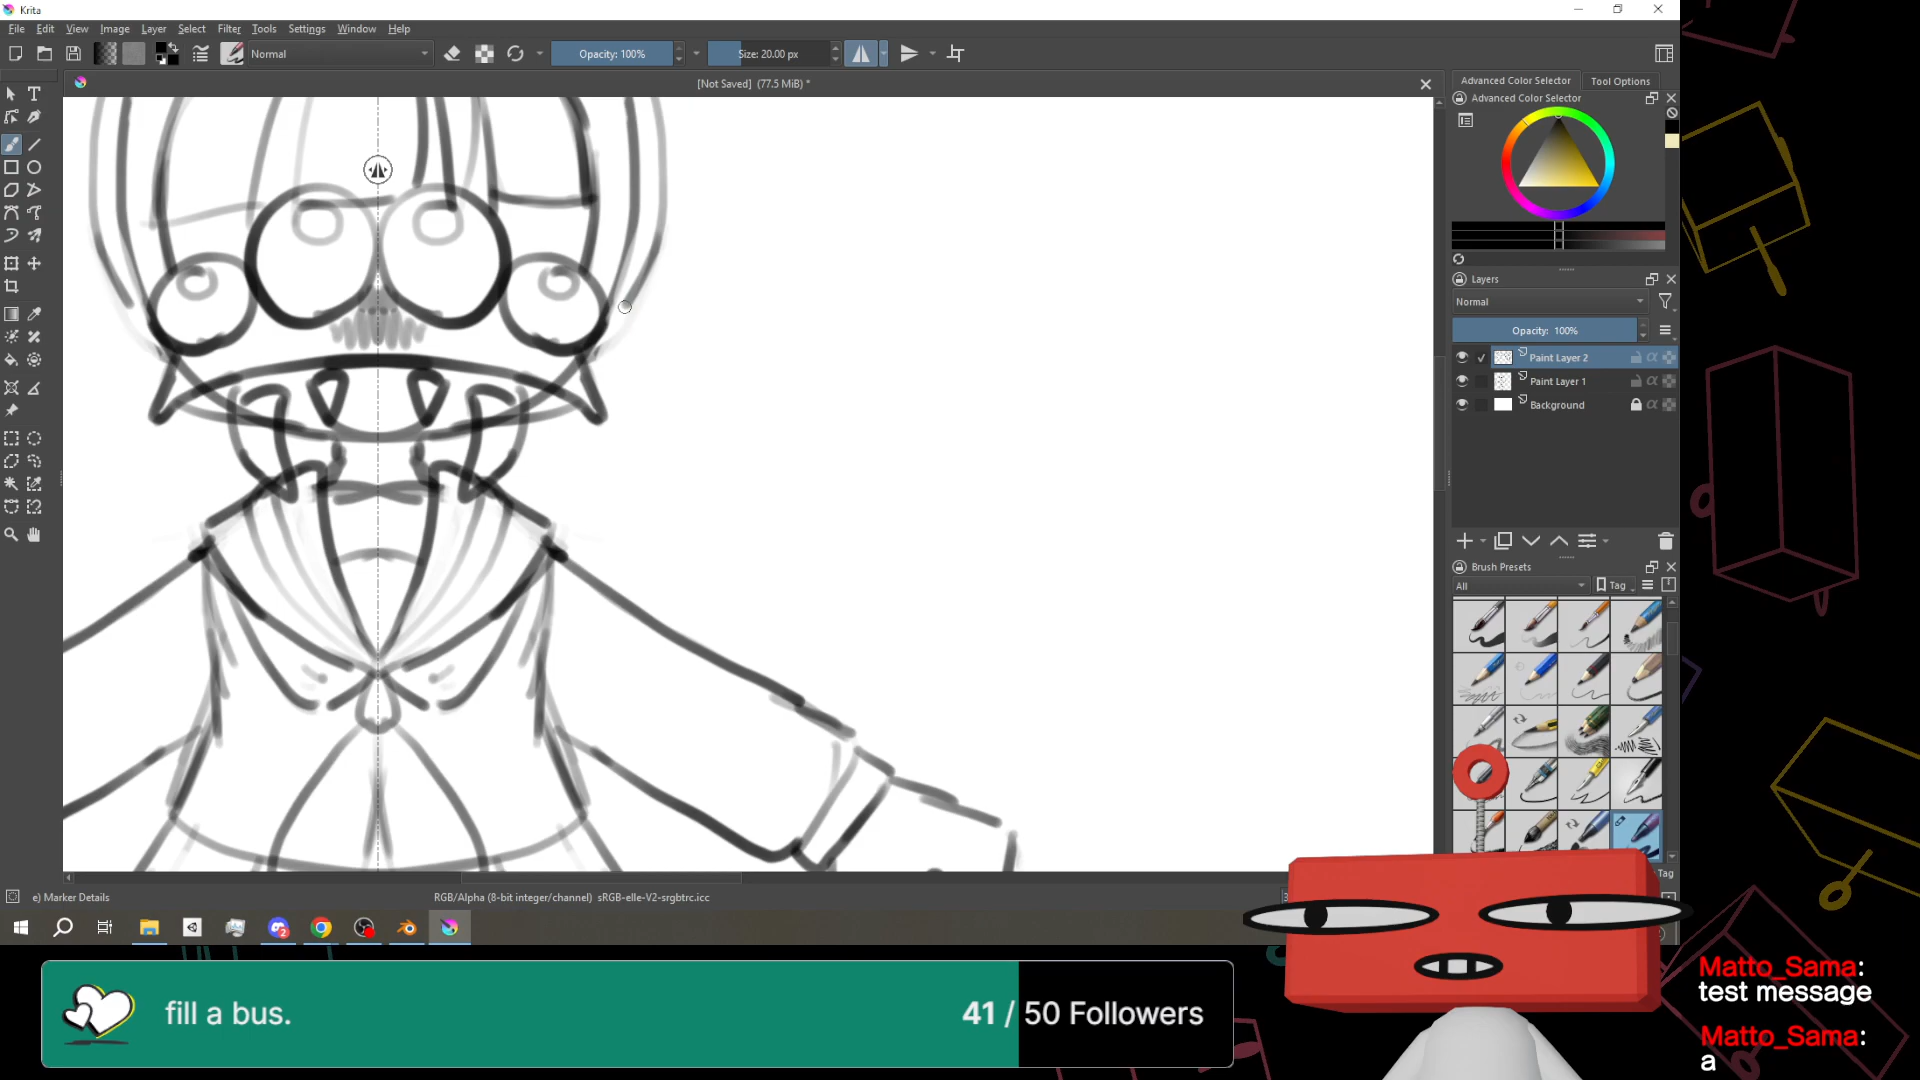 Krita
File Edit View Image Layer Select Filter Tools Settings Window Help
Normal
Opacity: 100%
Size: 20.00 px
[Not Saved] (77.5 MiB) *
Advanced Color Selector
Tool Options
Advanced Color Selector
Layers
Normal
Opacity: 100%
Paint Layer 2
Paint Layer 1
Background
Brush Presets
All
Tag
Tag
e) Marker Details
RGB/Alpha (8-bit integer/channel) sRGB-elle-V2-srgbtrc.icc
fill a bus.
41 / 50 Followers
Matto_Sama:
test message
Matto_Sama:
a